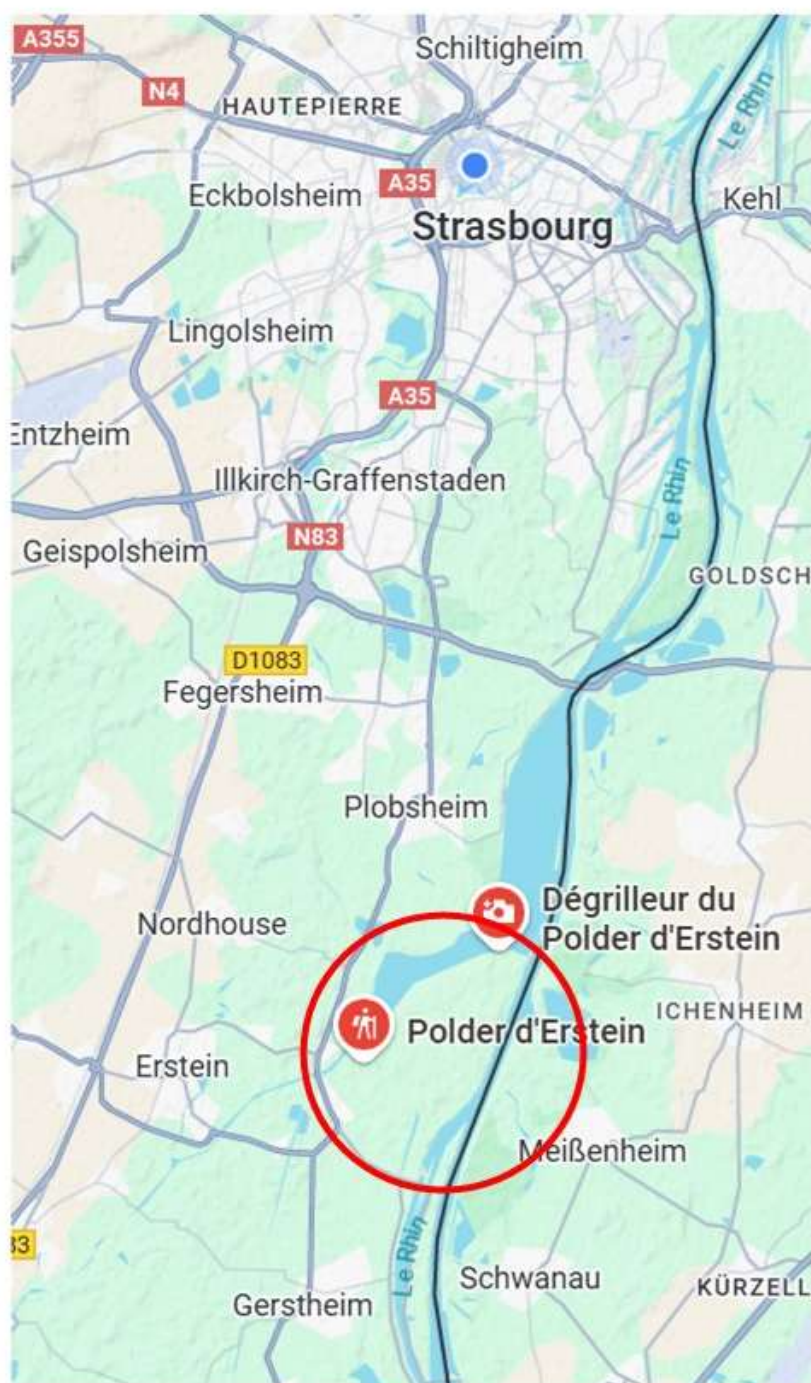 A355
Schiltigheim
N4
HAUTEPIERRE
Le Rhin
A35
Eckbolsheim
Kehl
Strasbourg
Lingolsheim
A35
Entzheim
Illkirch-Graffenstaden
Le Rhin
N83
Geispolsheim
GOLDSCH
D1083
Fegersheim
Plobsheim
Dégrilleur du
Polder d'Erstein
Nordhouse
ICHENHEIM
Polder d'Erstein
Erstein
Meißenheim
Le Rhin
33
Schwanau
KÜRZELL
Gerstheim